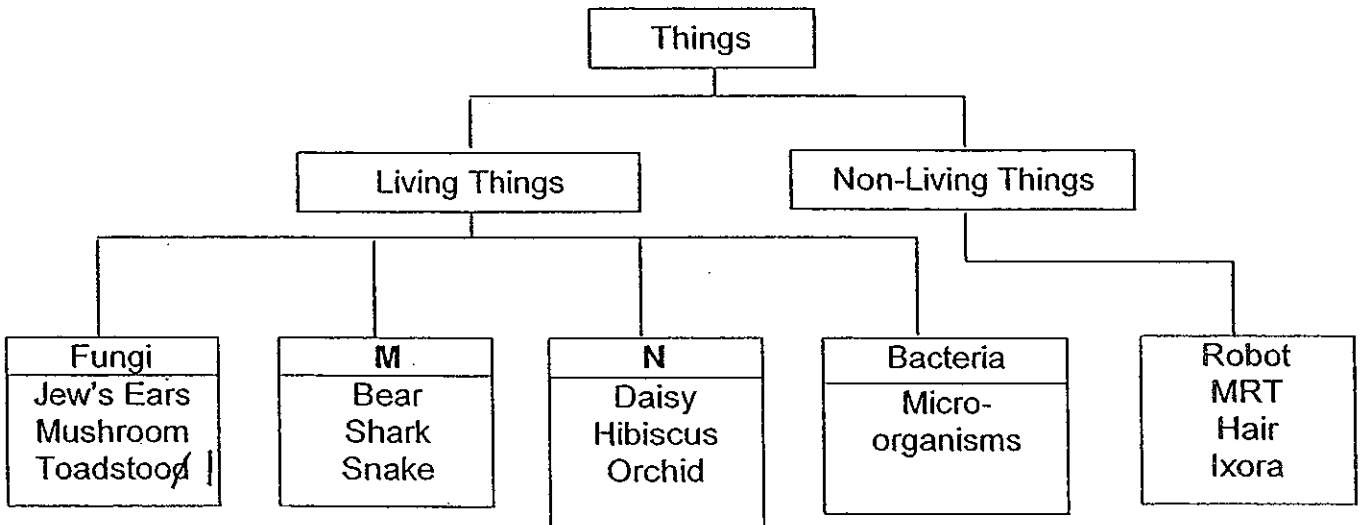 Things
Living Things
Non-Living Things
Fungi
Jew's Ears
Mushroom
Toadstood l
M
Bear
Shark
Snake
N
Daisy
Hibiscus
Orchid
Bacteria
Micro-
organisms
Robot
MRT
Hair
Ixora